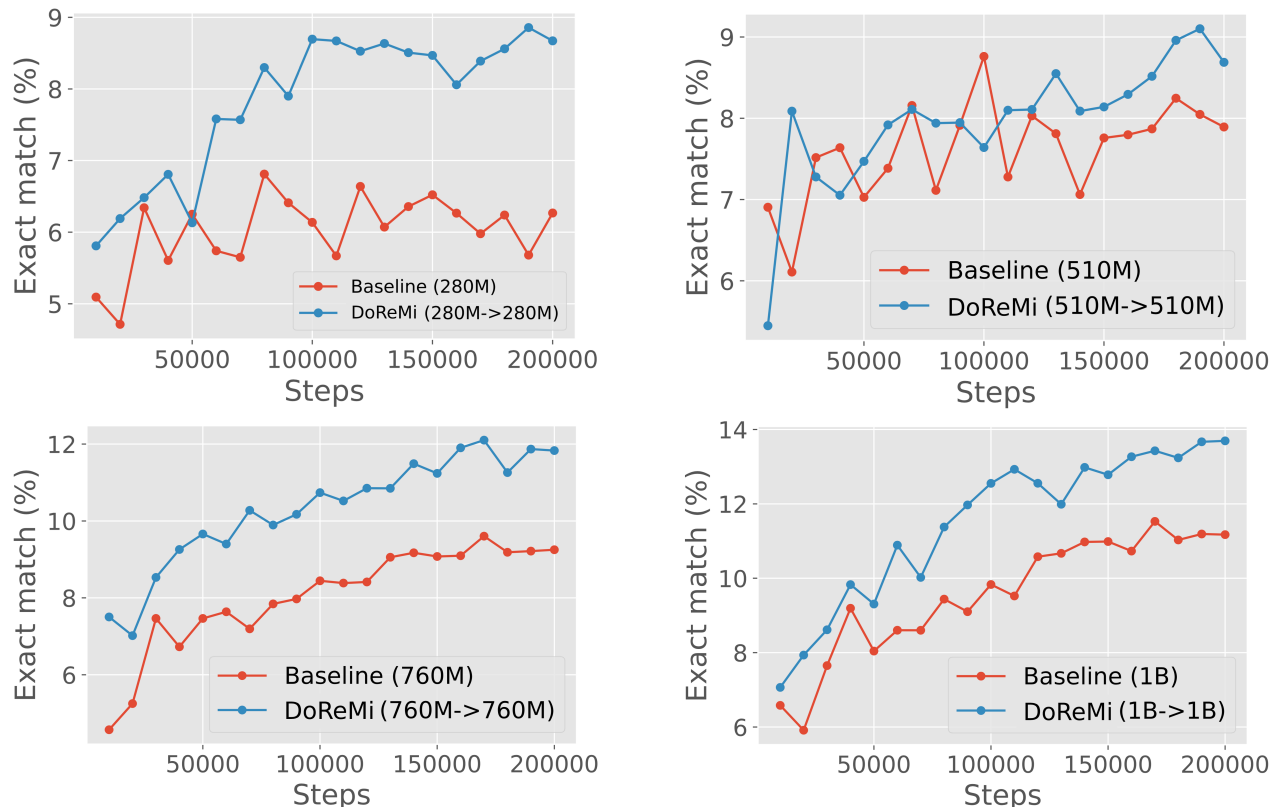 9
8
7
6
5
Exact match (%)
Baseline (280M)
DoReMi (280M->280M)
50000 100000 150000 200000
Steps
9
8
7
6
Exact match (%)
Baseline (510M)
DoReMi (510M->510M)
50000 100000 150000 200000
Steps
12
10
8
6
Exact match (%)
Baseline (760M)
DoReMi (760M->760M)
50000 100000 150000 200000
Steps
14
12
10
8
6
Exact match (%)
Baseline (1B)
DoReMi (1B->1B)
50000 100000 150000 200000
Steps